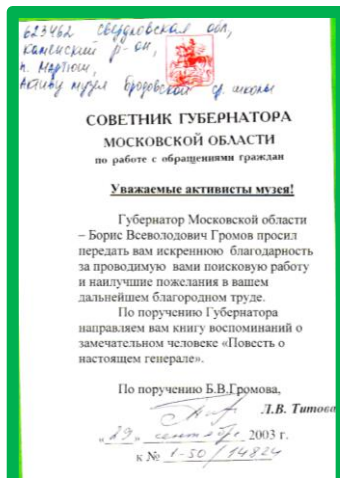 623462 Свердловская обл,
Каменский р-он,
п. Мартюш,
Активу музея Бродовской ср. школы
СОВЕТНИК ГУБЕРНАТОРА
МОСКОВСКОЙ ОБЛАСТИ
по работе с обращениями граждан
Уважаемые активисты музея!
Губернатор Московской области
– Борис Всеволодович Громов просил
передать вам искреннюю благодарность
за проводимую вами поисковую работу
и наилучшие пожелания в вашем
дальнейшем благородном труде.
По поручению Губернатора
направляем вам книгу воспоминаний о
замечательном человеке «Повесть о
настоящем генерале».
По поручению Б.В.Громова,
Л.В. Титова
„29" сентября 2003 г.
к № 1-50/14824